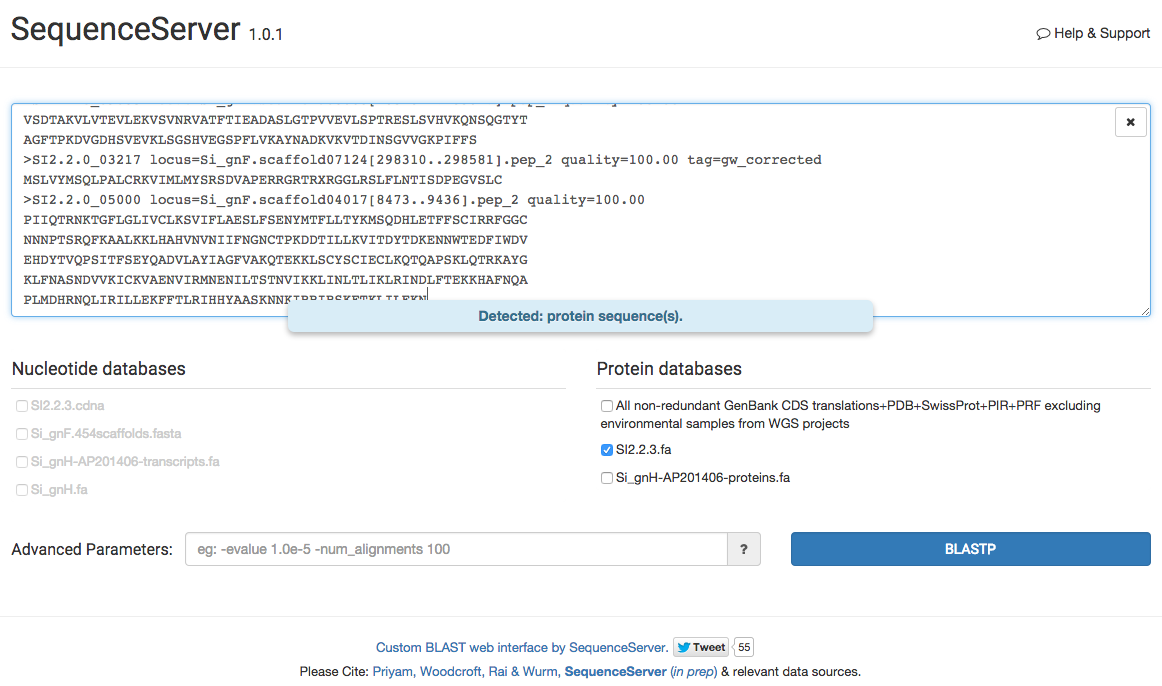 SequenceServer 1.0.1
Help & Support
VSDTAKVLVTEVLEKVSVNRVATFTIEADASLGTPVVEVLSPTRESLSVHVKQNSQGTYT
AGFTPKDVGDHSVEVKLSGSHVEGSPFLVKAYNADKVKVTDINSGVVGKPIFFS
>SI2.2.0_03217 locus=Si_gnF.scaffold07124[298310..298581].pep_2 quality=100.00 tag=gw_corrected
MSLVYMSQLPALCRKVIMLMYSRSDVAPERRGRTRXRGGLRSLFLNTISDPEGVSLC
>SI2.2.0_05000 locus=Si_gnF.scaffold04017[8473..9436].pep_2 quality=100.00
PIIQTRNKTGFLGLIVCLKSVIFLAESLFSENYMTFLLTYKMSQDHLETFFSCIRRFGGC
NNNPTSRQFKAALKKLHAHVNVNIIFNGNCTPKDDTILLKVITDYTDKENNWTEDFIWDV
EHDYTVQPSITFSEYQADVLAYIAGFVAKQTEKKLSCYSCIECLKQTQAPSKLQTRKAYG
KLFNASNDVVKICKVAENVIRMNENILTSTNVIKKLINLTLIKLRINDLFTEKKHAFNQA
Detected: protein sequence(s).
Nucleotide databases
Protein databases
SI2.2.3.cdna
Si_gnF.454scaffolds.fasta
Si_gnH-AP201406-transcripts.fa
Si_gnH.fa
All non-redundant GenBank CDS translations+PDB+SwissProt+PIR+PRF excluding
environmental samples from WGS projects
SI2.2.3.fa
Si_gnH-AP201406-proteins.fa
Advanced Parameters:
eg: -evalue 1.0e-5 -num_alignments 100
?
BLASTP
Custom BLAST web interface by SequenceServer. Tweet 55
Please Cite: Priyam, Woodcroft, Rai & Wurm, SequenceServer (in prep) & relevant data sources.